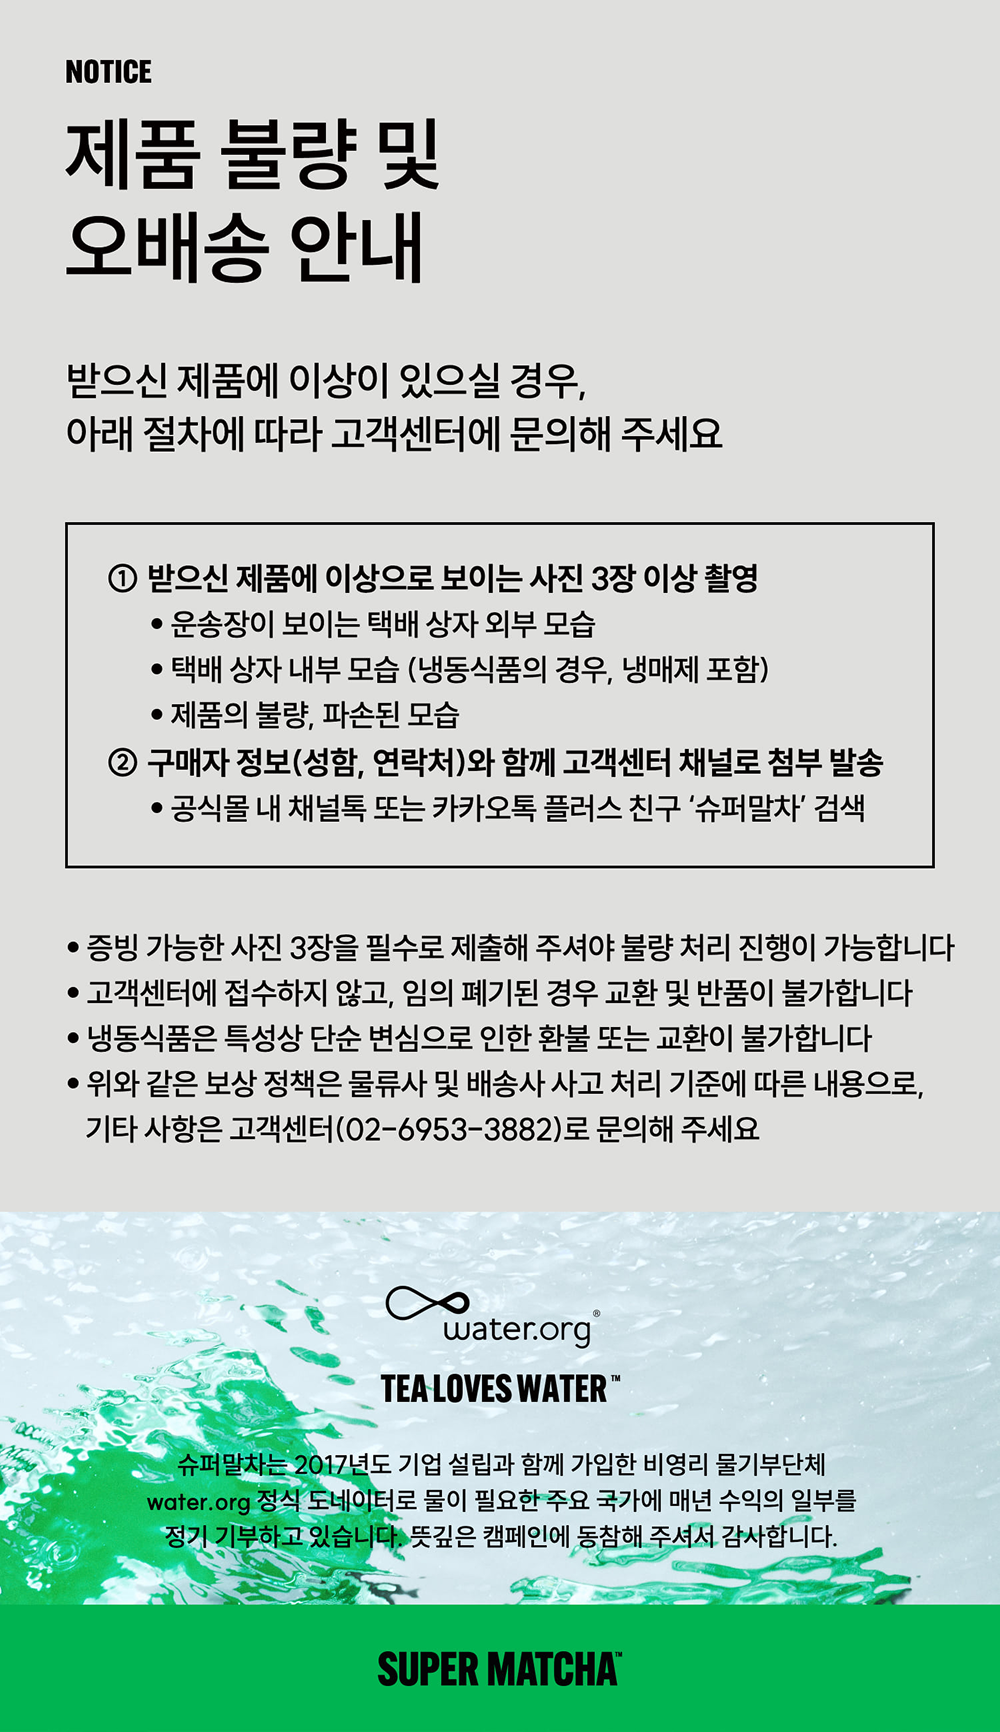 NOTICE
제품 불량 및
오배송 안내
받으신 제품에 이상이 있으실 경우,
아래 절차에 따라 고객센터에 문의해 주세요
① 받으신 제품에 이상으로 보이는 사진 3장 이상 촬영
• 운송장이 보이는 택배 상자 외부 모습
• 택배 상자 내부 모습 (냉동식품의 경우, 냉매제 포함)
• 제품의 불량, 파손된 모습
② 구매자 정보(성함, 연락처)와 함께 고객센터 채널로 첨부 발송
• 공식몰 내 채널톡 또는 카카오톡 플러스 친구 ‘슈퍼말차’ 검색
• 증빙 가능한 사진 3장을 필수로 제출해 주셔야 불량 처리 진행이 가능합니다
• 고객센터에 접수하지 않고, 임의 폐기된 경우 교환 및 반품이 불가합니다
• 냉동식품은 특성상 단순 변심으로 인한 환불 또는 교환이 불가합니다
• 위와 같은 보상 정책은 물류사 및 배송사 사고 처리 기준에 따른 내용으로,
기타 사항은 고객센터(02-6953-3882)로 문의해 주세요
water.org®
TEA LOVES WATER™
슈퍼말차는 2017년도 기업 설립과 함께 가입한 비영리 물기부단체
water.org 정식 도네이터로 물이 필요한 주요 국가에 매년 수익의 일부를
정기 기부하고 있습니다. 뜻깊은 캠페인에 동참해 주셔서 감사합니다.
SUPER MATCHA™